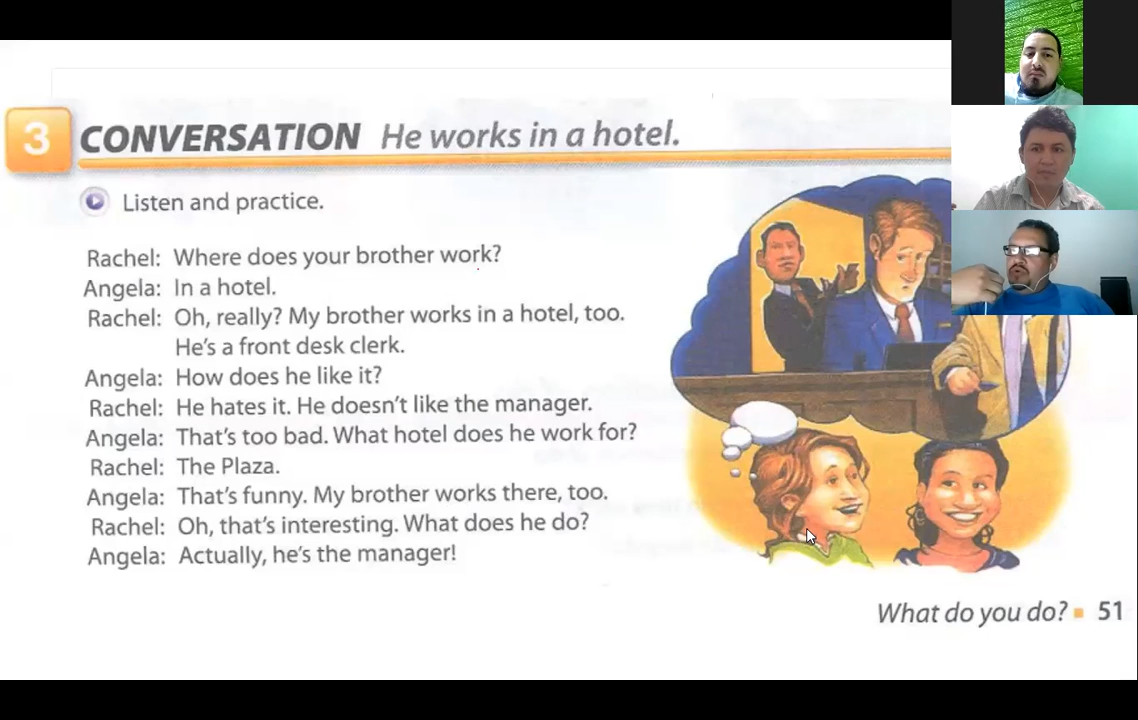 3 CONVERSATION He works in a hotel.
Listen and practice.
Rachel: Where does your brother work?
Angela: In a hotel.
Rachel: Oh, really? My brother works in a hotel, too.
He's a front desk clerk.
Angela: How does he like it?
Rachel: He hates it. He doesn't like the manager.
Angela: That's too bad. What hotel does he work for?
Rachel: The Plaza.
Angela: That's funny. My brother works there, too.
Rachel: Oh, that's interesting. What does he do?
Angela: Actually, he's the manager!
What do you do? ▪ 51